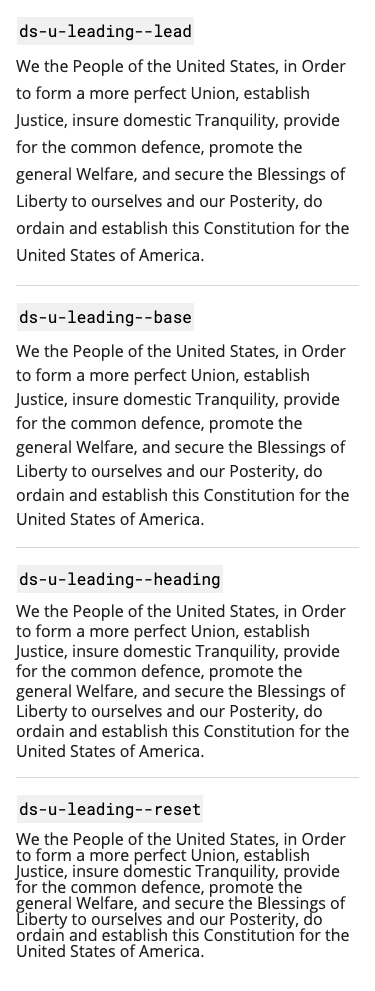 ds-u-leading--lead
We the People of the United States, in Order
to form a more perfect Union, establish
Justice, insure domestic Tranquility, provide
for the common defence, promote the
general Welfare, and secure the Blessings of
Liberty to ourselves and our Posterity, do
ordain and establish this Constitution for the
United States of America.
ds-u-leading--base
We the People of the United States, in Order
to form a more perfect Union, establish
Justice, insure domestic Tranquility, provide
for the common defence, promote the
general Welfare, and secure the Blessings of
Liberty to ourselves and our Posterity, do
ordain and establish this Constitution for the
United States of America.
ds-u-leading--heading
We the People of the United States, in Order
to form a more perfect Union, establish
Justice, insure domestic Tranquility, provide
for the common defence, promote the
general Welfare, and secure the Blessings of
Liberty to ourselves and our Posterity, do
ordain and establish this Constitution for the
United States of America.
ds-u-leading--reset
We the People of the United States, in Order
to form a more perfect Union, establish
Justice, insure domestic Tranquility, provide
for the common defence, promote the
general Welfare, and secure the Blessings of
Liberty to ourselves and our Posterity, do
ordain and establish this Constitution for the
United States of America.